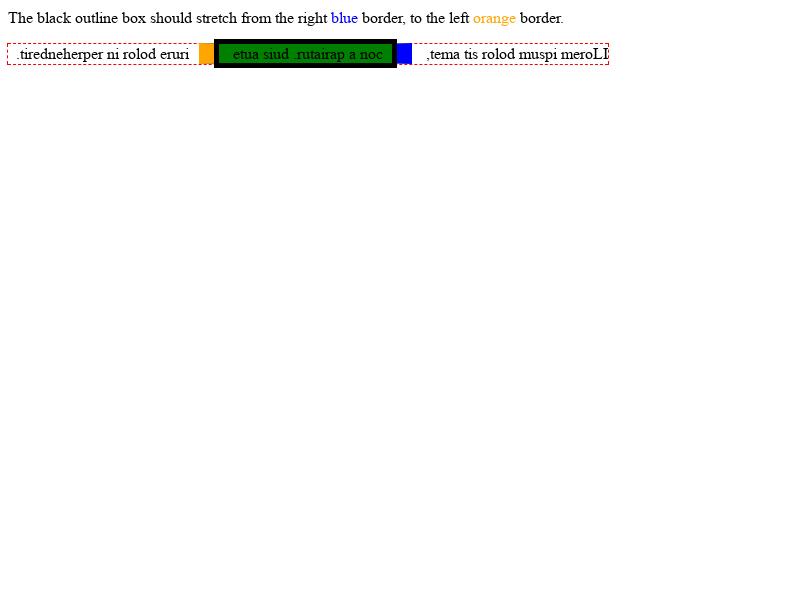 The black outline box should stretch from the right blue border, to the left orange border.
.tiredneherper ni rolod eruri etua siud .rutairap a noc ,tema tis rolod muspi meroLI